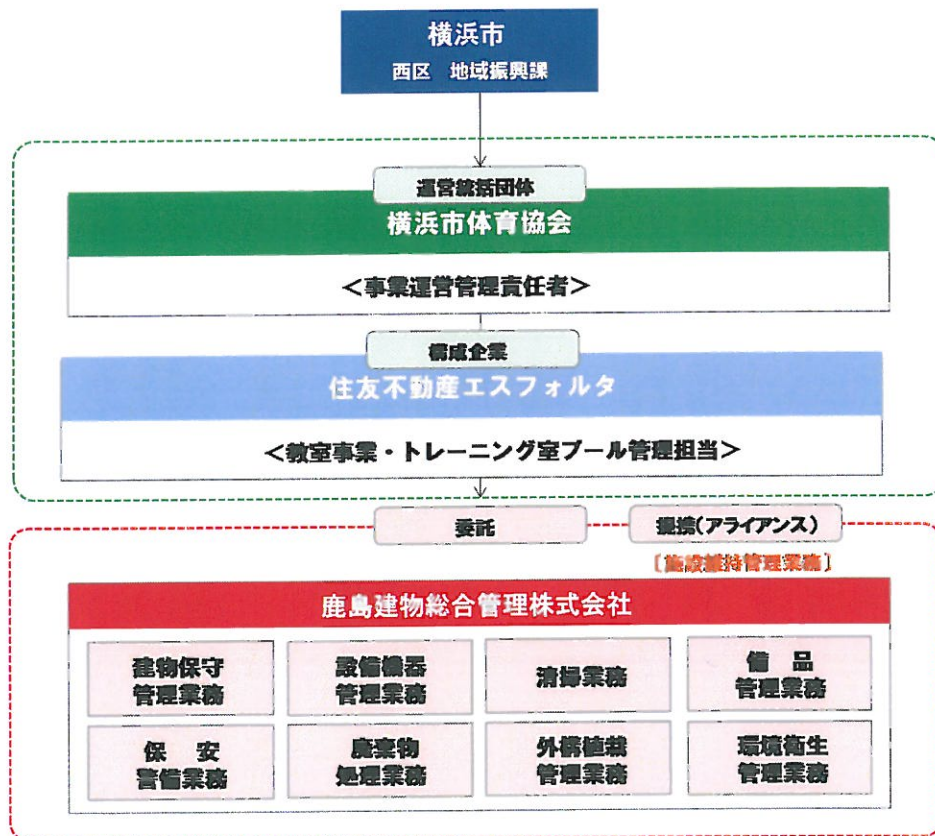 横浜市
西区 地域振興課
運営統括団体
横浜市体育協会
＜事業運営管理責任者＞
構成企業
住友不動産エスフォルタ
＜教室事業・トレーニング室プール管理担当＞
委託
提携(アライアンス)
［施設維持管理業務］
鹿島建物総合管理株式会社
建物保守
管理業務
設備機器
管理業務
清掃業務
備 品
管理業務
保 安
警備業務
廃棄物
処理業務
外構植栽
管理業務
環境衛生
管理業務